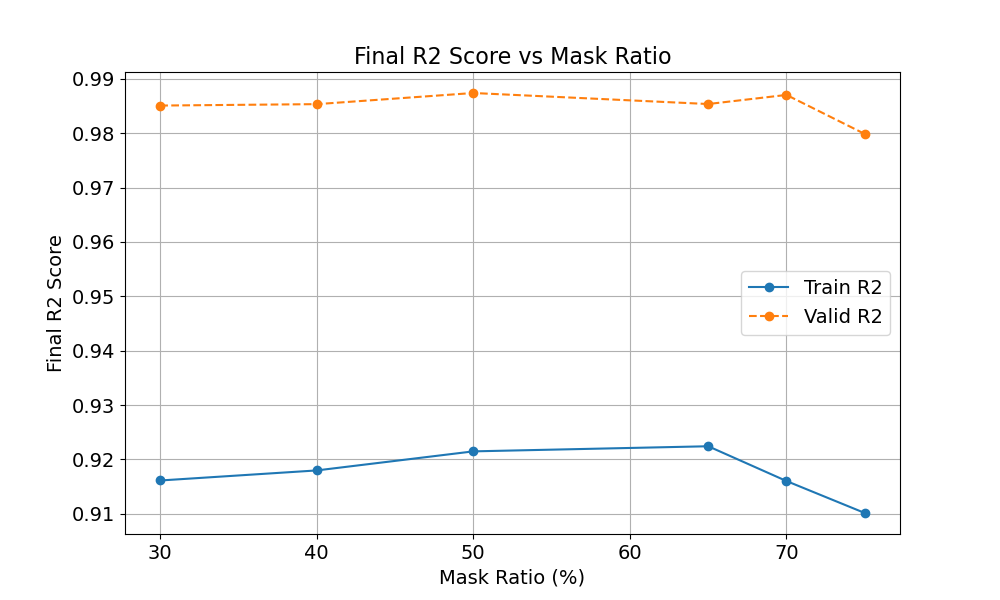 Final R2 Score vs Mask Ratio
0.99
0.98
0.97
0.96
0.95
0.94
0.93
0.92
0.91
Final R2 Score
Train R2
Valid R2
30 40 50 60 70
Mask Ratio (%)